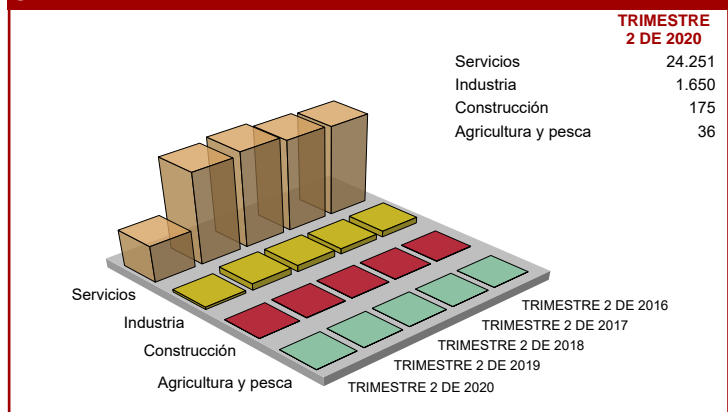 TRIMESTRE
2 DE 2020
Servicios 24.251
Industria 1.650
Construcción 175
Agricultura y pesca 36
Servicios
Industria
Construcción
Agricultura y pesca
TRIMESTRE 2 DE 2016
TRIMESTRE 2 DE 2017
TRIMESTRE 2 DE 2018
TRIMESTRE 2 DE 2019
TRIMESTRE 2 DE 2020